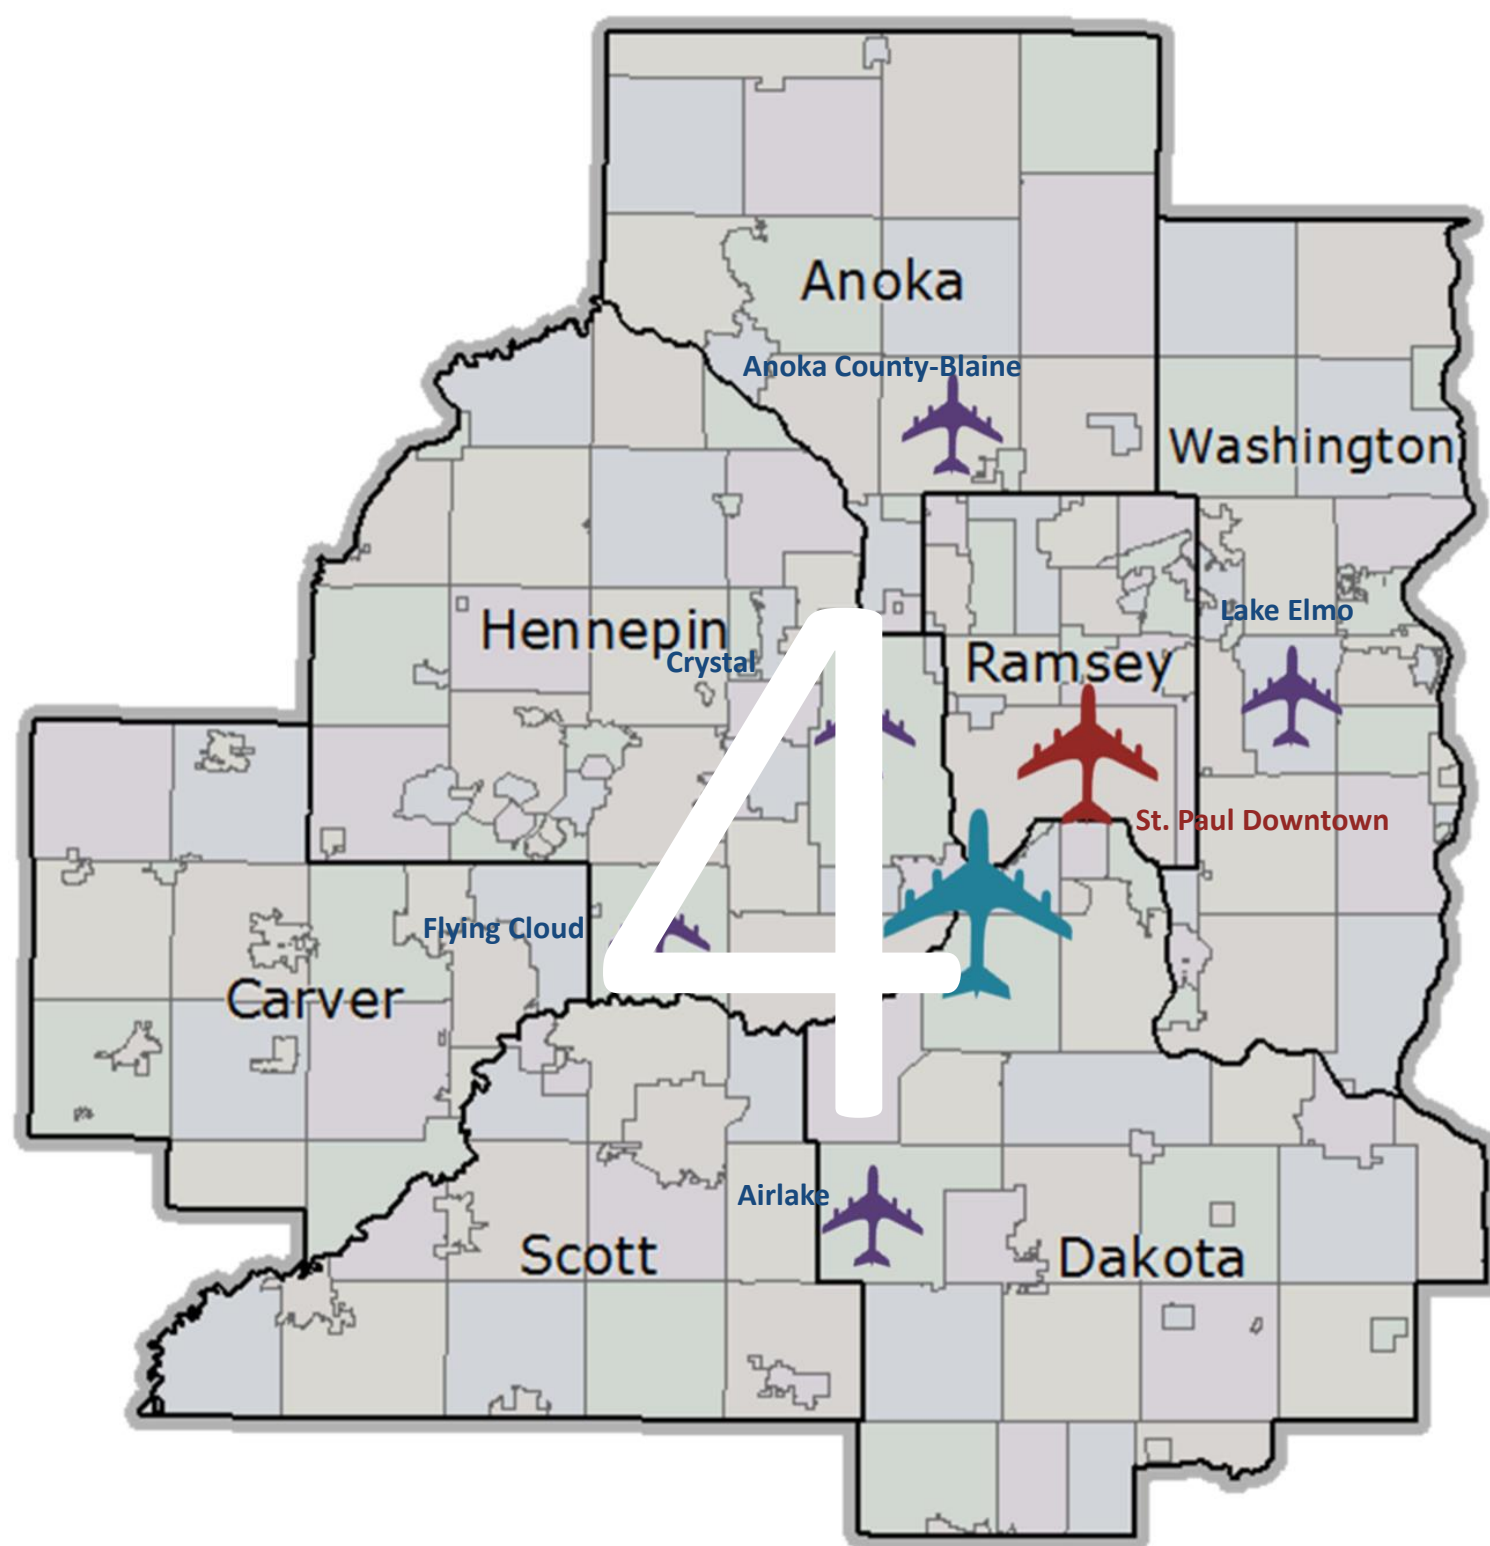 Anoka
Anoka County-Blaine
Washington
Lake Elmo
Hennepin
Crystal
Ramsey
4
St. Paul Downtown
Flying Cloud
Carver
Airlake
Scott
Dakota